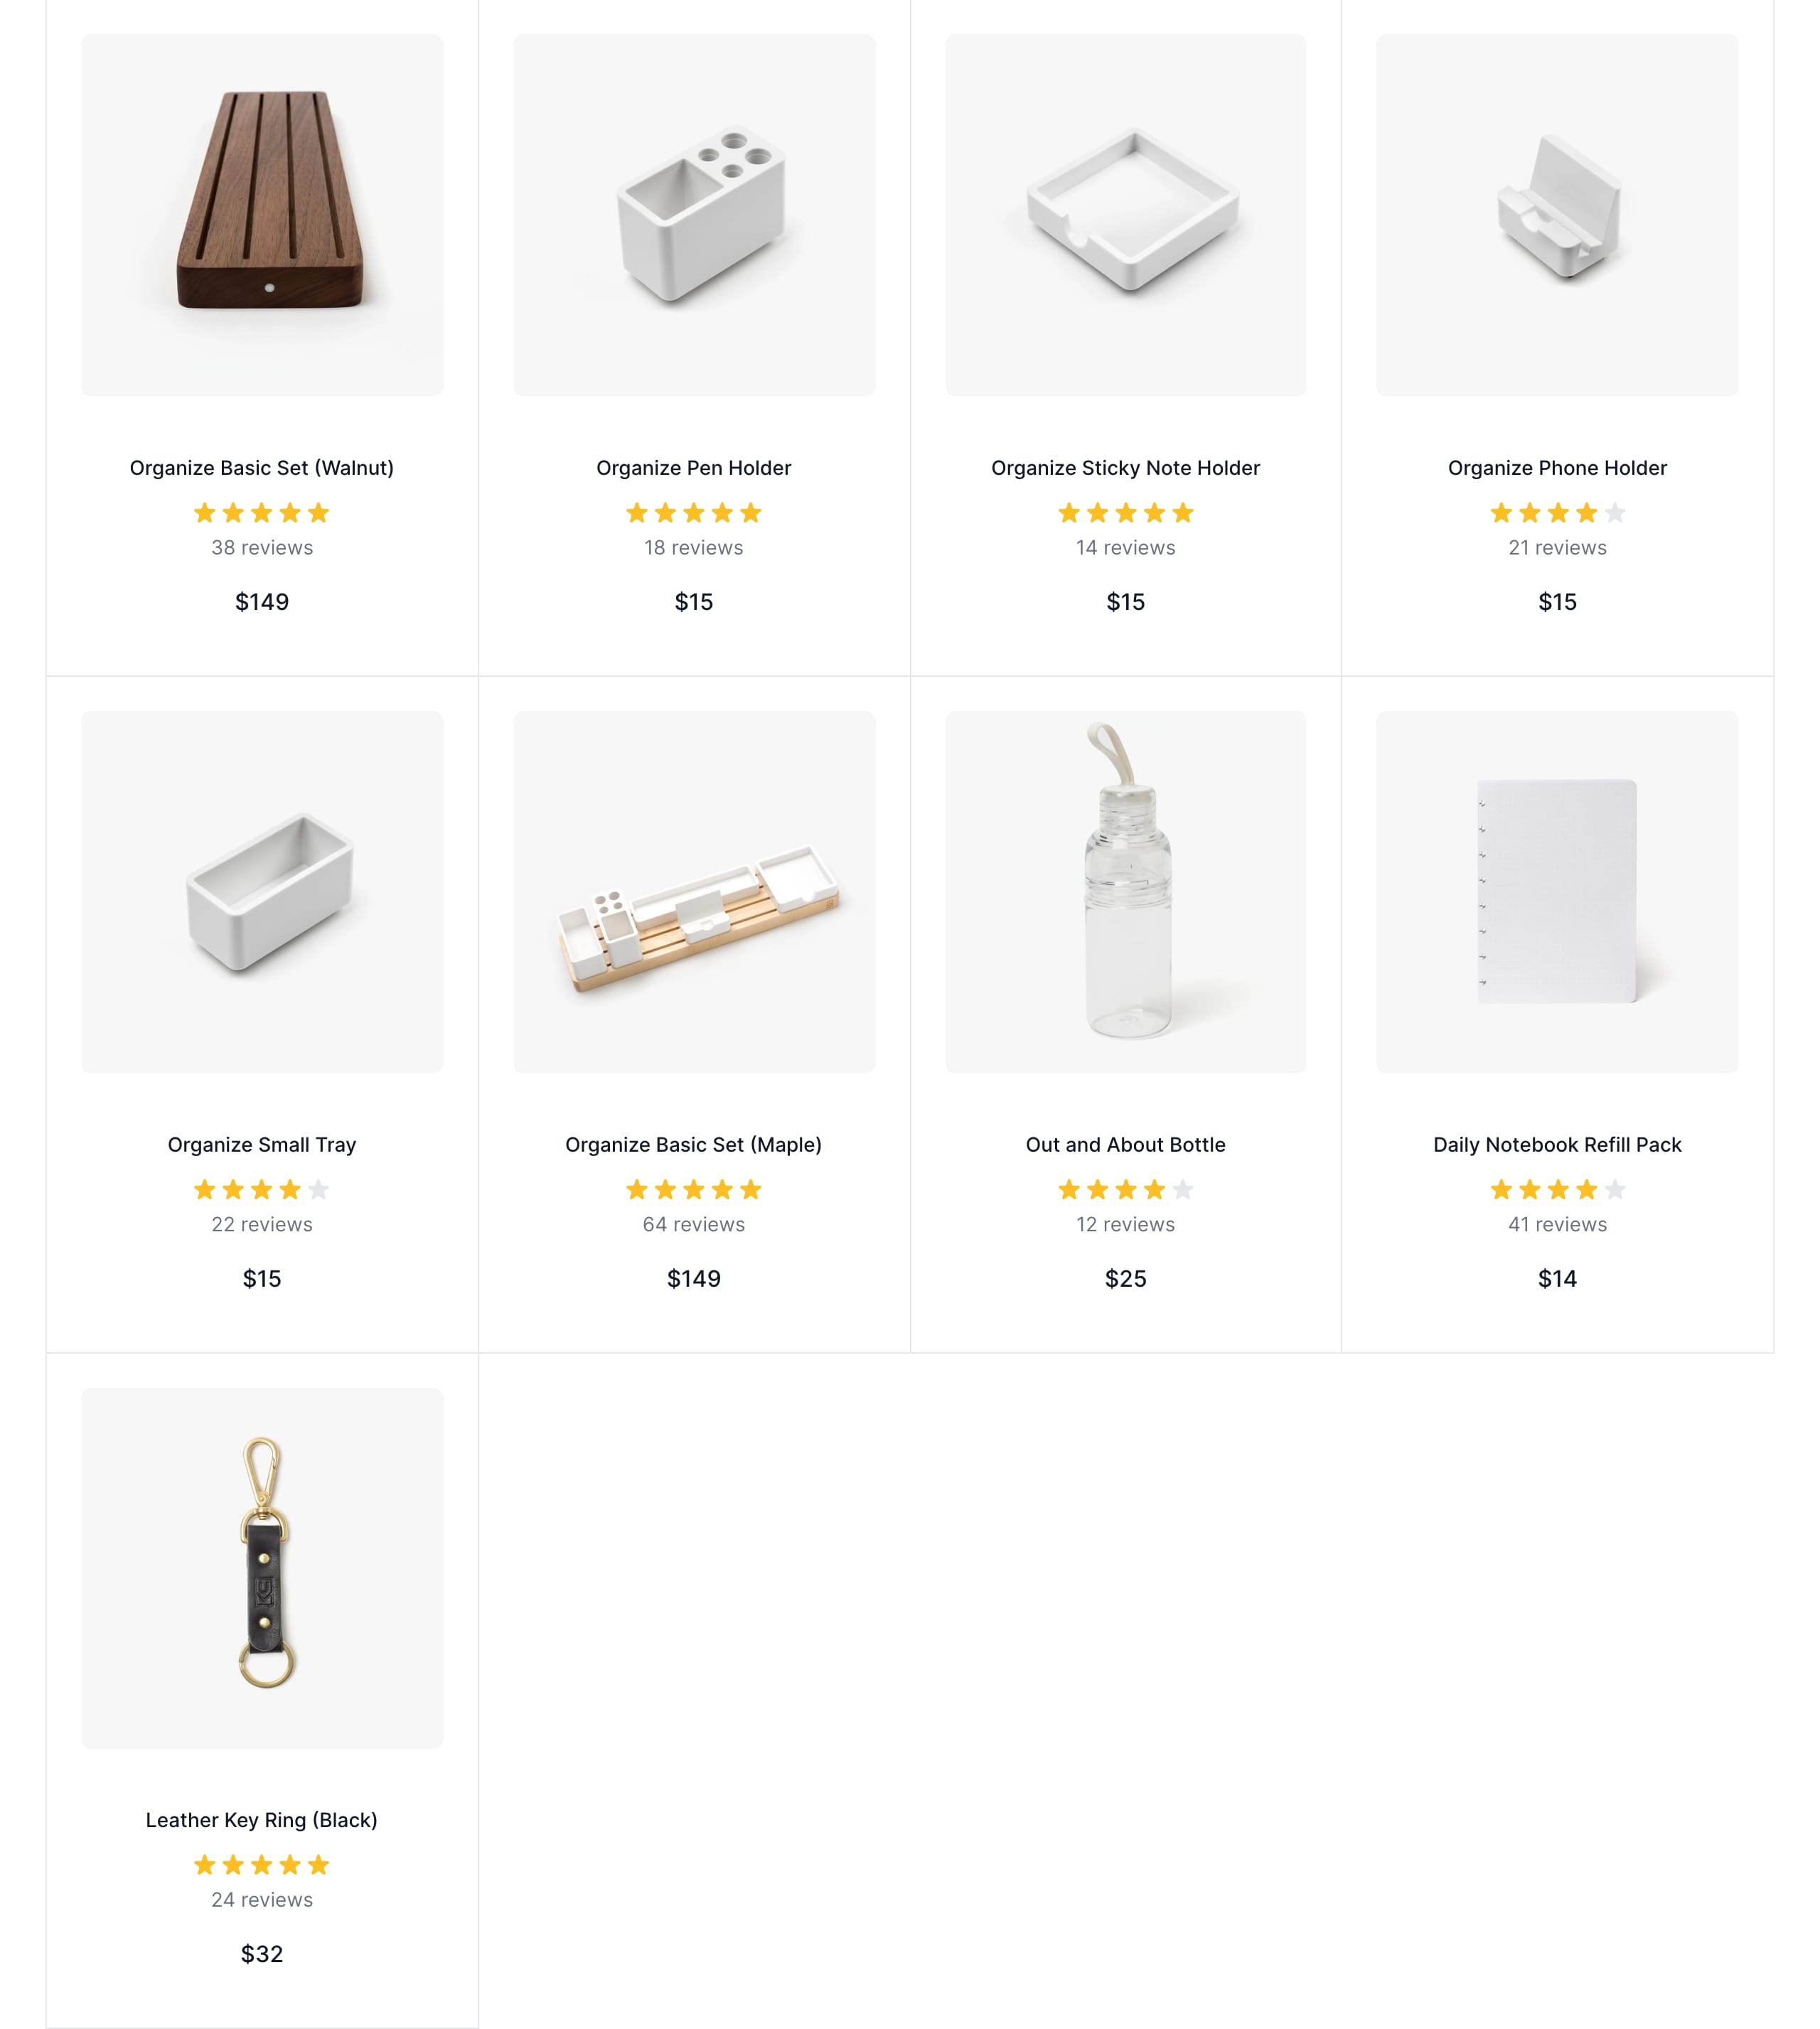 Organize Basic Set (Walnut)
38 reviews
$149
Organize Pen Holder
18 reviews
$15
Organize Sticky Note Holder
14 reviews
$15
Organize Phone Holder
21 reviews
$15
Organize Small Tray
22 reviews
$15
Organize Basic Set (Maple)
64 reviews
$149
Out and About Bottle
12 reviews
$25
Daily Notebook Refill Pack
41 reviews
$14
Leather Key Ring (Black)
24 reviews
$32